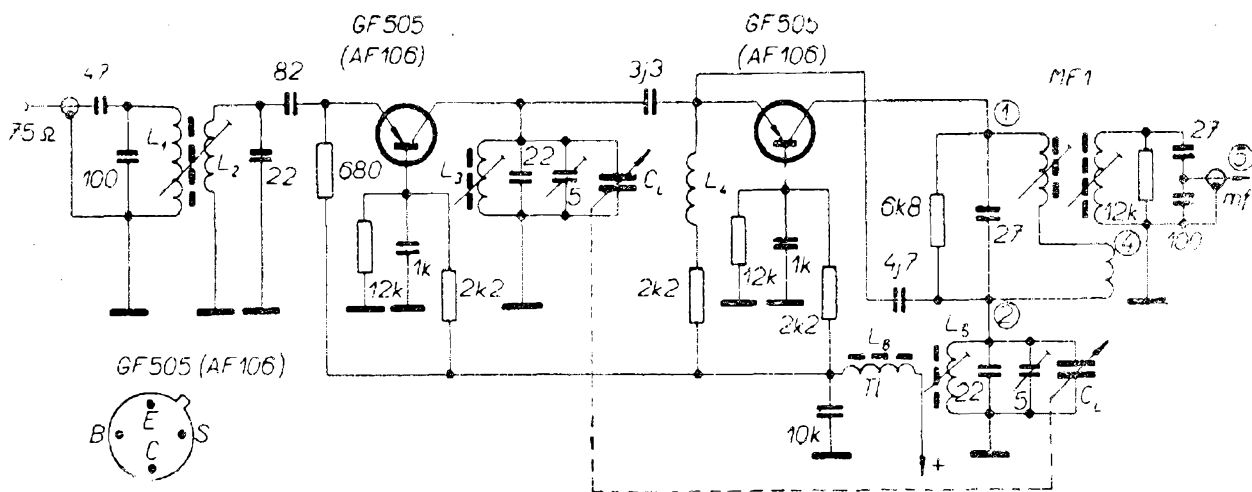 GF505
(AF106)
GF505
(AF106)
47
82
3j3
MF1
75Ω
100
L1
L2
22
680
L3
22
5
CL
L4
6k8
27
12k
27
5
mf
100
4
1
12k
1k
2k2
2k2
12k
1k
2k2
4j7
2
L8
Tl
L5
22
5
CL
10k
+
GF505 (AF106)
B
E
C
S